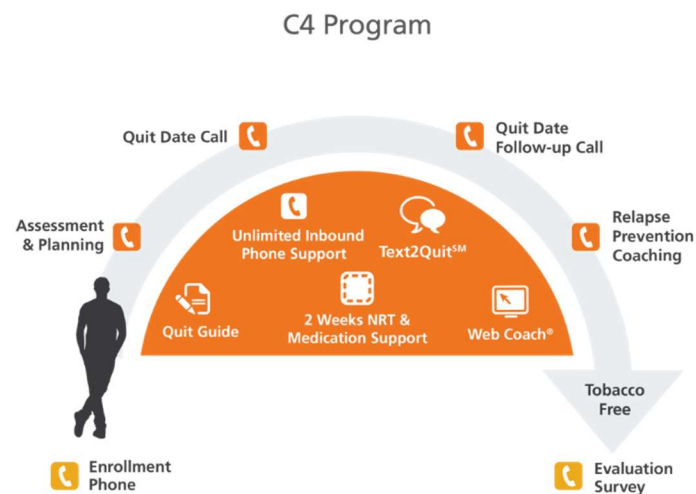 C4 Program
Quit Date Call
Quit Date
Follow-up Call
Assessment
& Planning
Relapse
Prevention
Coaching
Unlimited Inbound
Phone Support
Text2Quit℠
Quit Guide
2 Weeks NRT &
Medication Support
Web Coach®
Tobacco
Free
Enrollment
Phone
Evaluation
Survey